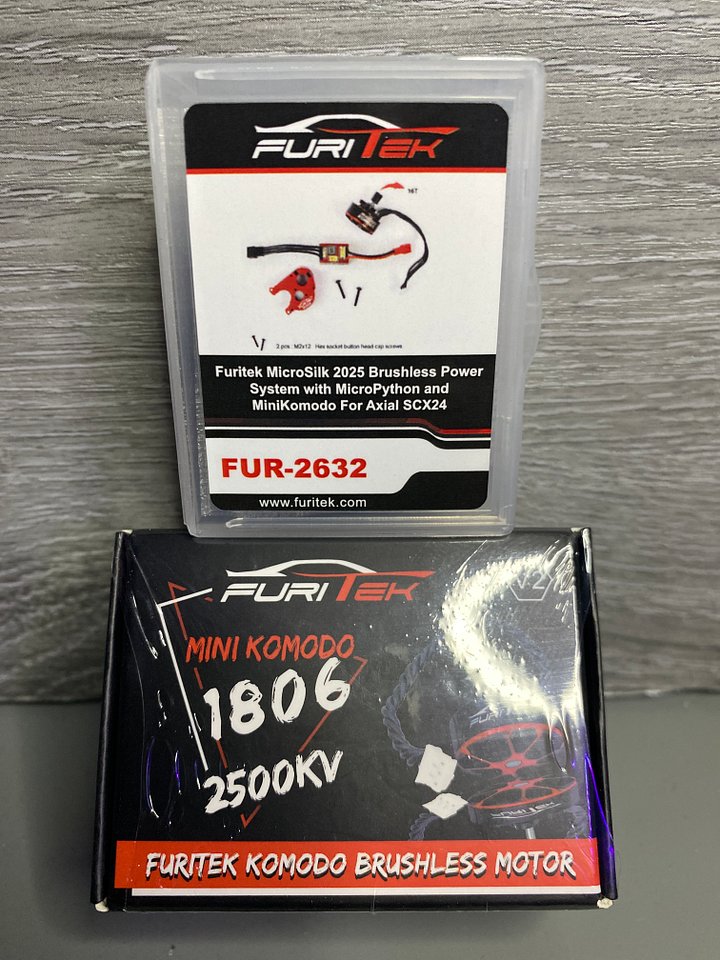 FURITEK
16T
2 pcs : M2x12 Hex socket button head cap screws
Furitek MicroSilk 2025 Brushless Power
System with MicroPython and
MiniKomodo For Axial SCX24
FUR-2632
www.furitek.com
FURITEK
V2
MINI KOMODO
1806
2500KV
FURITEK
FURITEK KOMODO BRUSHLESS MOTOR